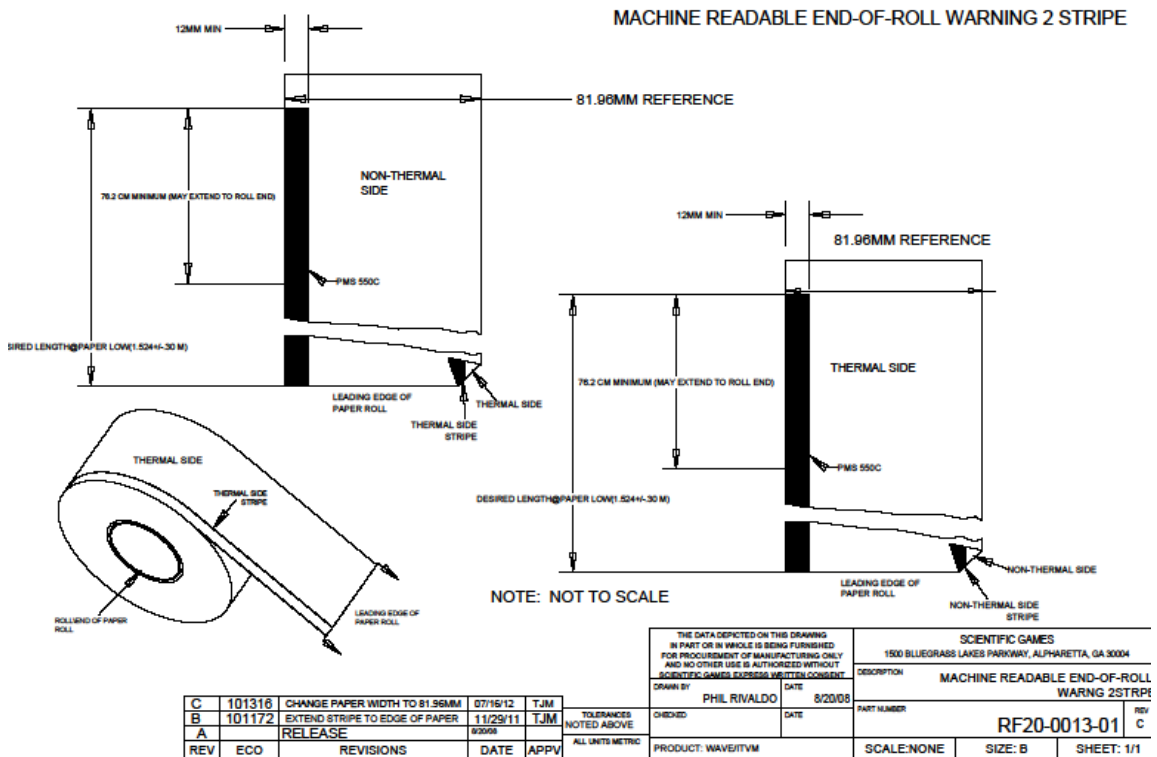 MACHINE READABLE END-OF-ROLL WARNING 2 STRIPE
12MM MIN
81.96MM REFERENCE
NON-THERMAL
SIDE
76.2 CM MINIMUM (MAY EXTEND TO ROLL END)
PMS 550C
SIRED LENGTH@PAPER LOW(1.524+/-.30 M)
LEADING EDGE OF
PAPER ROLL
THERMAL SIDE
THERMAL SIDE
STRIPE
12MM MIN
81.96MM REFERENCE
THERMAL SIDE
76.2 CM MINIMUM (MAY EXTEND TO ROLL END)
PMS 550C
DESIRED LENGTH@PAPER LOW(1.524+/-.30 M)
LEADING EDGE OF
PAPER ROLL
NON-THERMAL SIDE
NON-THERMAL SIDE
STRIPE
THERMAL SIDE
THERMAL SIDE
STRIPE
ROLL/END OF PAPER
ROLL
LEADING EDGE OF
PAPER ROLL
NOTE: NOT TO SCALE
THE DATA DEPICTED ON THIS DRAWING
IN PART OR IN WHOLE IS BEING FURNISHED
FOR PROCUREMENT OF MANUFACTURING ONLY
AND NO OTHER USE IS AUTHORIZED WITHOUT
SCIENTIFIC GAMES EXPRESS WRITTEN CONSENT
SCIENTIFIC GAMES
1500 BLUEGRASS LAKES PARKWAY, ALPHARETTA, GA 30004
DESCRIPTION
MACHINE READABLE END-OF-ROLL
WARNG 2STRPE
DRAWN BY
PHIL RIVALDO
DATE
8/20/08
CHECKED
DATE
PART NUMBER
RF20-0013-01
REV
C
PRODUCT: WAVE/ITVM
SCALE:NONE
SIZE: B
SHEET: 1/1
TOLERANCES
NOTED ABOVE
ALL UNITS METRIC
C 101316 CHANGE PAPER WIDTH TO 81.96MM 07/16/12 TJM
B 101172 EXTEND STRIPE TO EDGE OF PAPER 11/29/11 TJM
A RELEASE 8/20/08
REV ECO REVISIONS DATE APPV